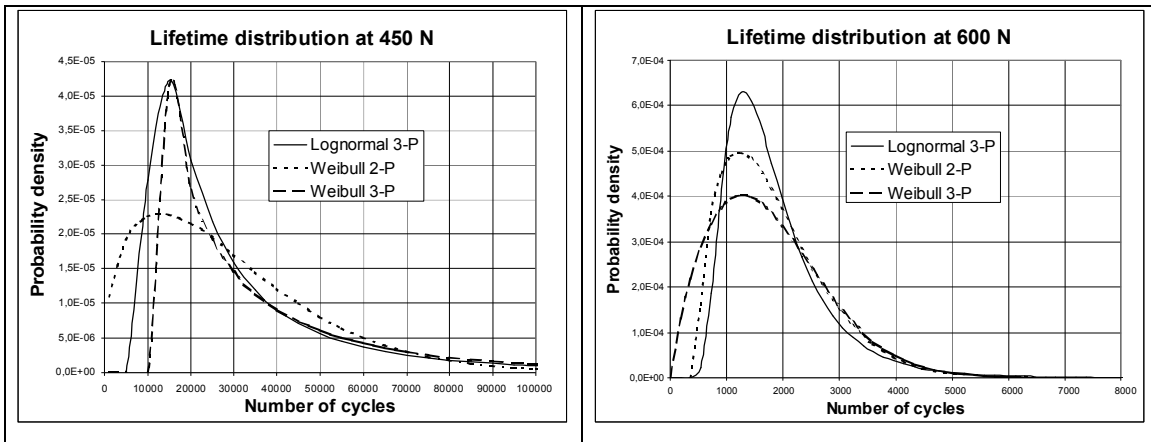 Lifetime distribution at 450 N
4,5E-05
4,0E-05
3,5E-05
3,0E-05
2,5E-05
2,0E-05
1,5E-05
1,0E-05
5,0E-06
0,0E+00
Probability density
Lognormal 3-P
Weibull 2-P
Weibull 3-P
0 10000 20000 30000 40000 50000 60000 70000 80000 90000 100000
Number of cycles
Lifetime distribution at 600 N
7,0E-04
6,0E-04
5,0E-04
4,0E-04
3,0E-04
2,0E-04
1,0E-04
0,0E+00
Probability density
Lognormal 3-P
Weibull 2-P
Weibull 3-P
0 1000 2000 3000 4000 5000 6000 7000 8000
Number of cycles